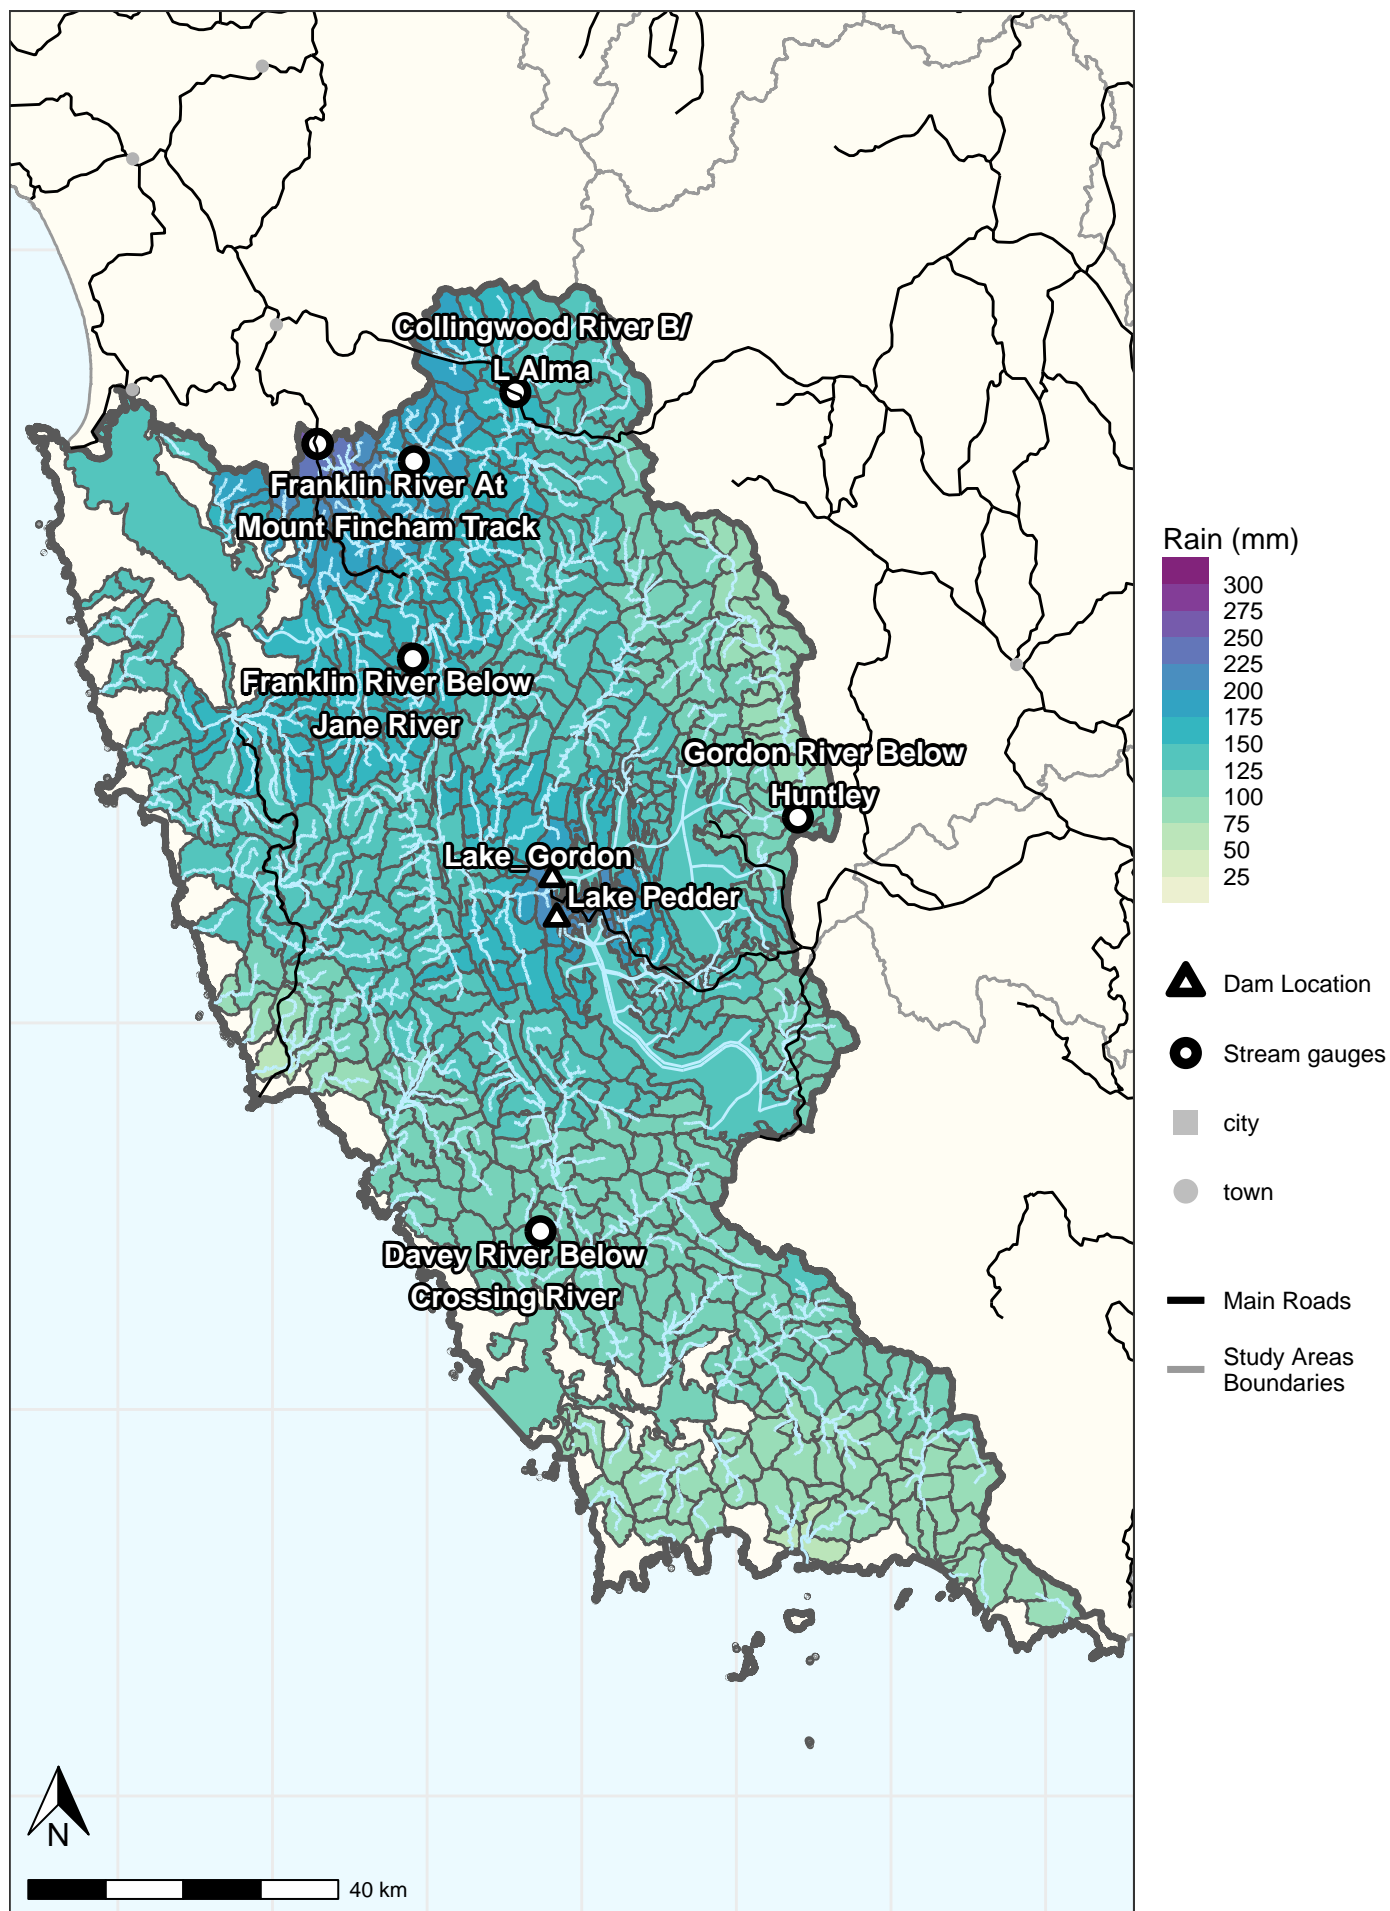 Collingwood River B/
L Alma
Franklin River At
Mount Fincham Track
Franklin River Below
Jane River
Gordon River Below
Huntley
Lake_Gordon
Lake Pedder
Davey River Below
Crossing River
N
40 km
Rain (mm)
300
275
250
225
200
175
150
125
100
75
50
25
Dam Location
Stream gauges
city
town
Main Roads
Study Areas
Boundaries